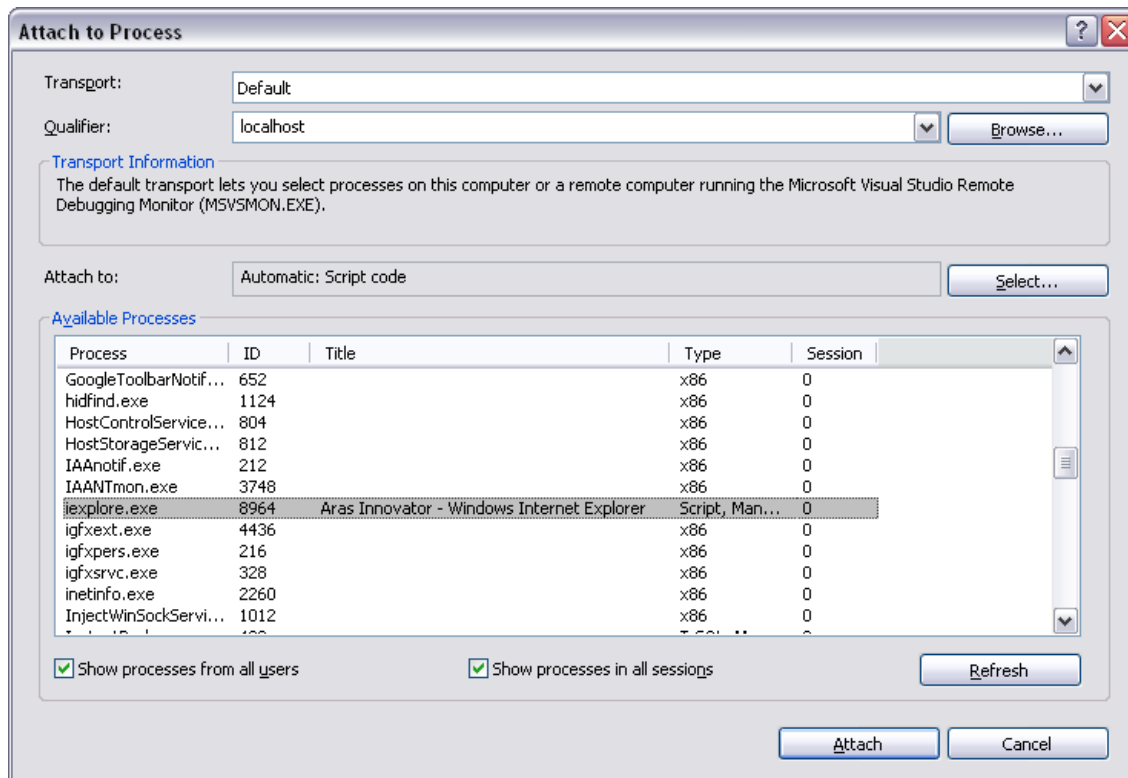 Attach to Process
Transport: Default
Qualifier: localhost Browse...
Transport Information
The default transport lets you select processes on this computer or a remote computer running the Microsoft Visual Studio Remote
Debugging Monitor (MSVSMON.EXE).
Attach to: Automatic: Script code Select...
Available Processes
Process ID Title Type Session
GoogleToolbarNotif... 652 x86 0
hidfind.exe 1124 x86 0
HostControlService... 804 x86 0
HostStorageServic... 812 x86 0
IAAnotif.exe 212 x86 0
IAANTmon.exe 3748 x86 0
iexplore.exe 8964 Aras Innovator - Windows Internet Explorer Script, Man... 0
igfxext.exe 4436 x86 0
igfxpers.exe 216 x86 0
igfxsrvc.exe 328 x86 0
inetinfo.exe 2260 x86 0
InjectWinSockServi... 1012 x86 0
Show processes from all users Show processes in all sessions Refresh
Attach Cancel